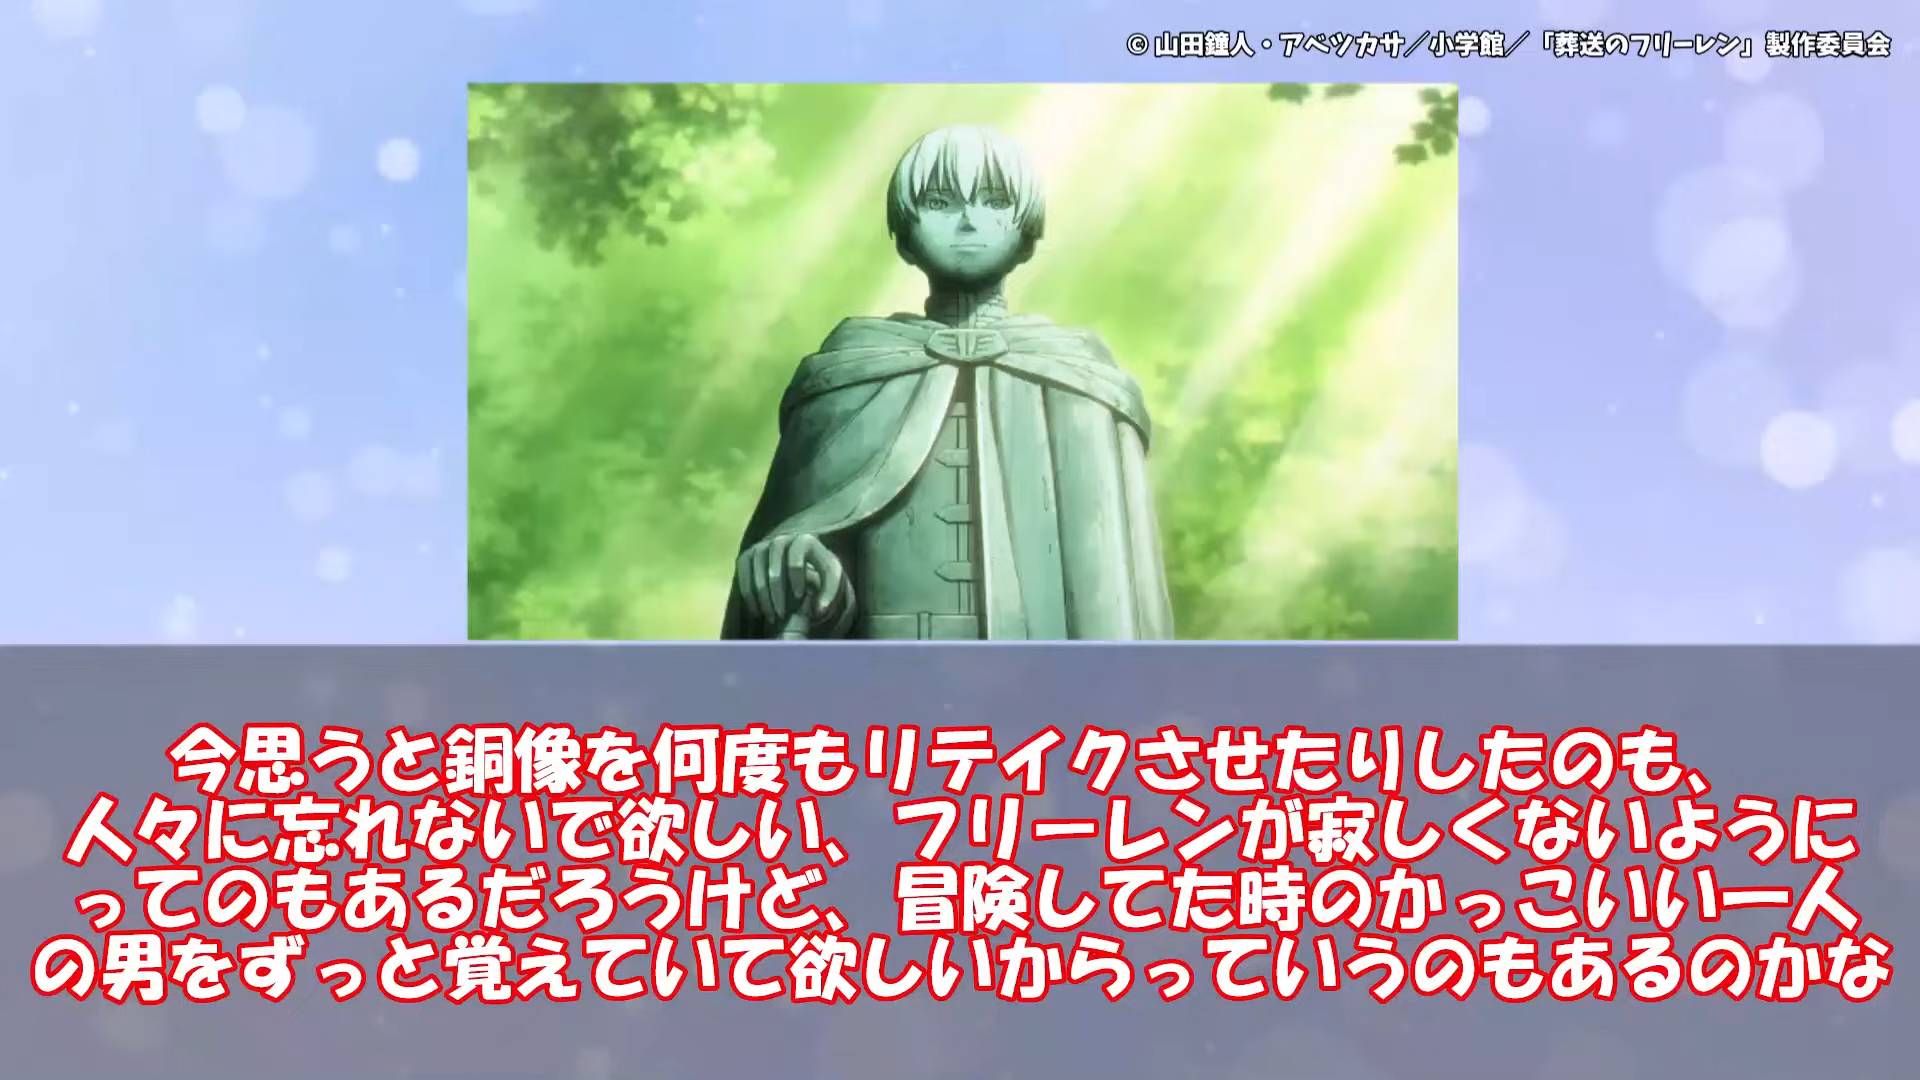 © 山田鐘人・アベツカサ／小学館／「葬送のフリーレン」製作委員会
今思うと銅像を何度もリテイクさせたりしたのも、
人々に忘れないで欲しい、フリーレンが寂しくないように
ってのもあるだろうけど、冒険してた時のかっこいい一人
の男をずっと覚えていて欲しいからっていうのもあるのかな